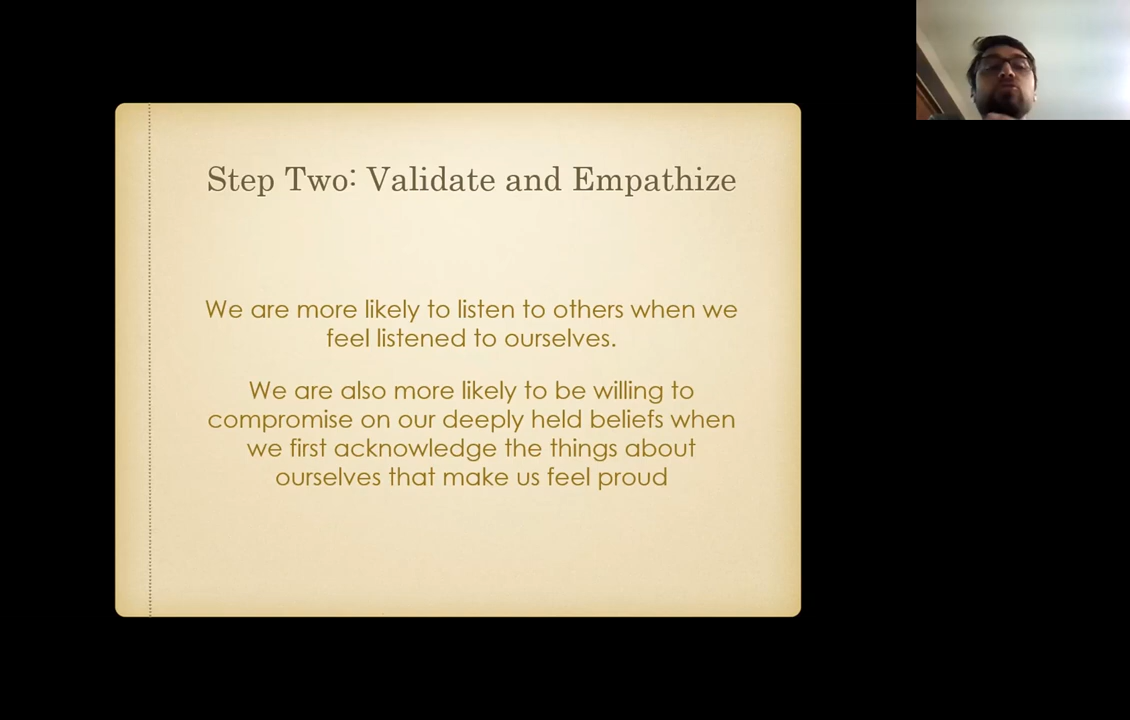 Step Two: Validate and Empathize
We are more likely to listen to others when we
feel listened to ourselves.
We are also more likely to be willing to
compromise on our deeply held beliefs when
we first acknowledge the things about
ourselves that make us feel proud